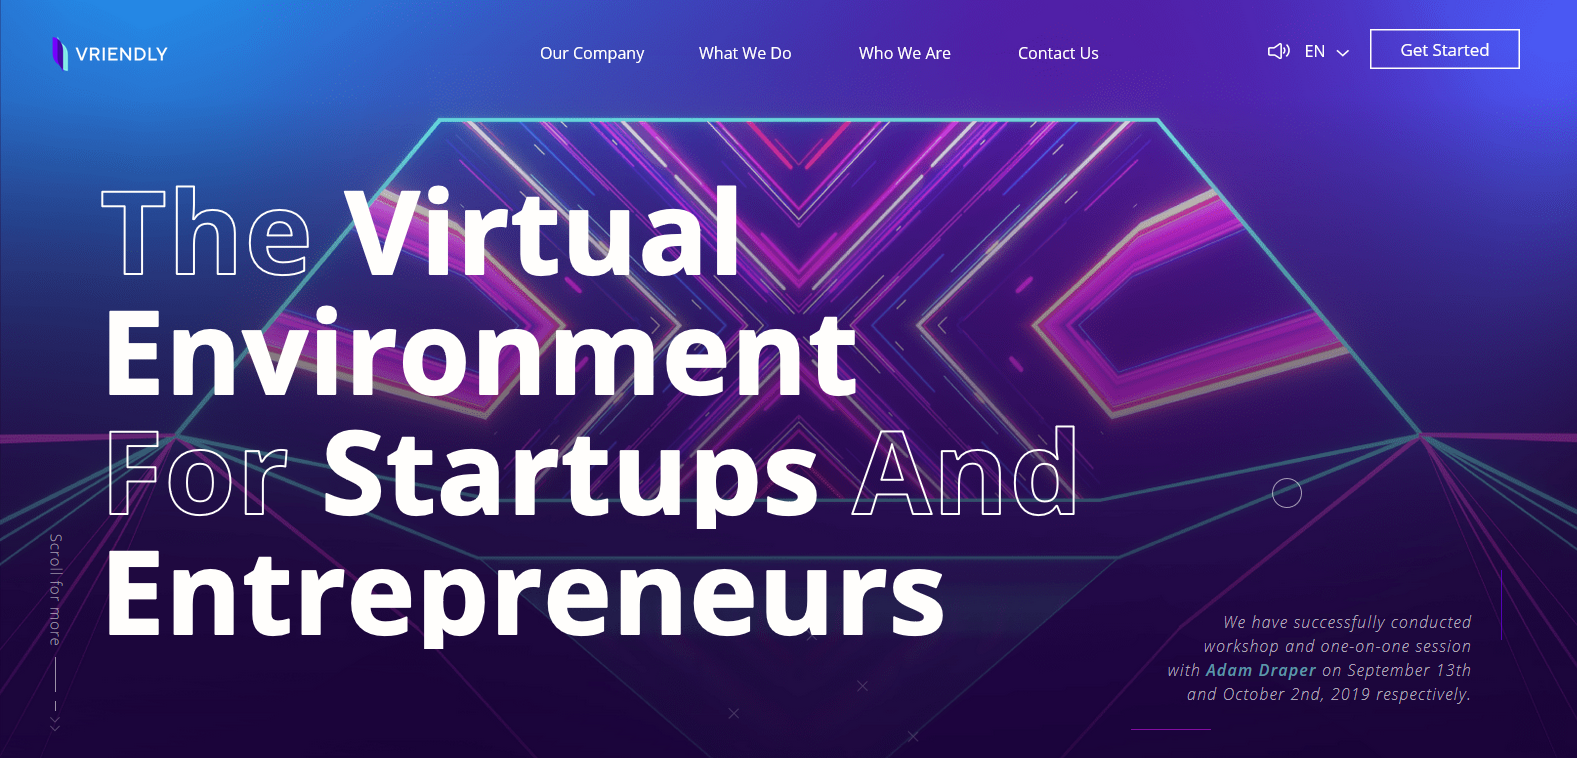 VRIENDLY
Our Company
What We Do
Who We Are
Contact Us
EN
Get Started
The Virtual
Environment
For Startups And
Entrepreneurs
Scroll for more
We have successfully conducted
workshop and one-on-one session
with Adam Draper on September 13th
and October 2nd, 2019 respectively.